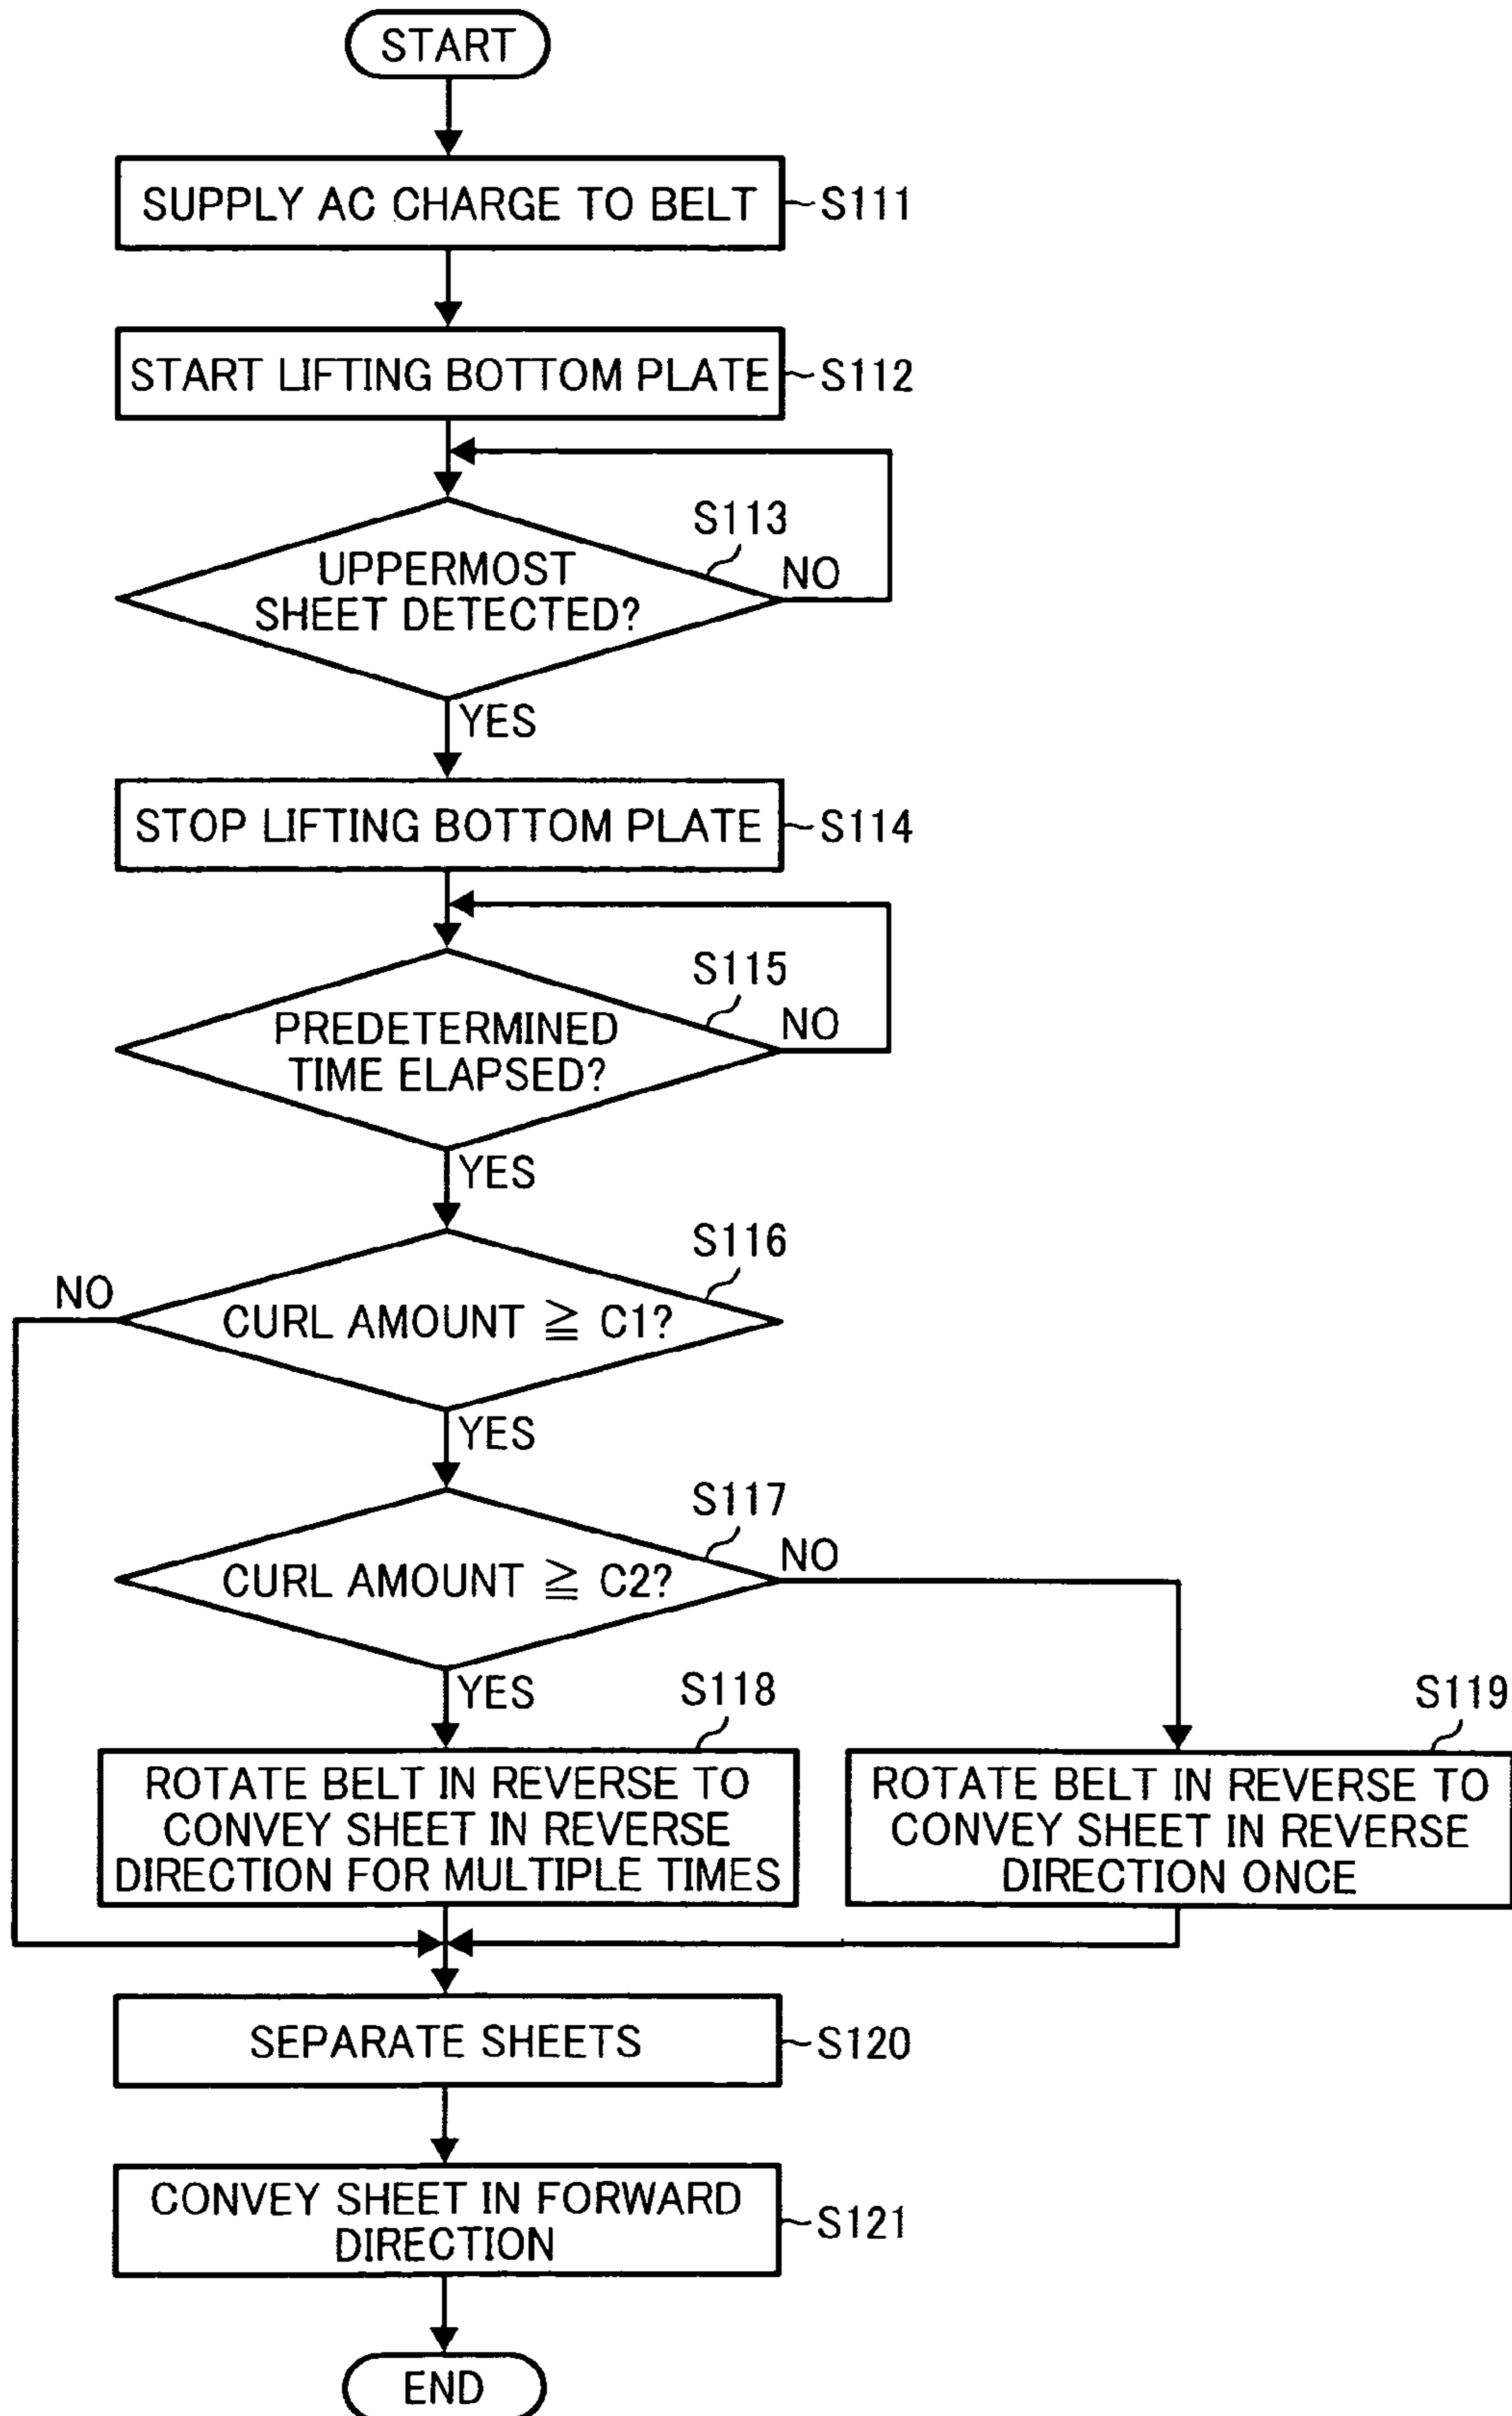 START
SUPPLY AC CHARGE TO BELT
S111
START LIFTING BOTTOM PLATE
S112
S113
UPPERMOST
SHEET DETECTED?
NO
YES
STOP LIFTING BOTTOM PLATE
S114
S115
PREDETERMINED
TIME ELAPSED?
NO
YES
S116
NO
CURL AMOUNT ≧ C1?
YES
S117
CURL AMOUNT ≧ C2?
NO
YES
S118
ROTATE BELT IN REVERSE TO
CONVEY SHEET IN REVERSE
DIRECTION FOR MULTIPLE TIMES
S119
ROTATE BELT IN REVERSE TO
CONVEY SHEET IN REVERSE
DIRECTION ONCE
SEPARATE SHEETS
S120
CONVEY SHEET IN FORWARD
DIRECTION
S121
END